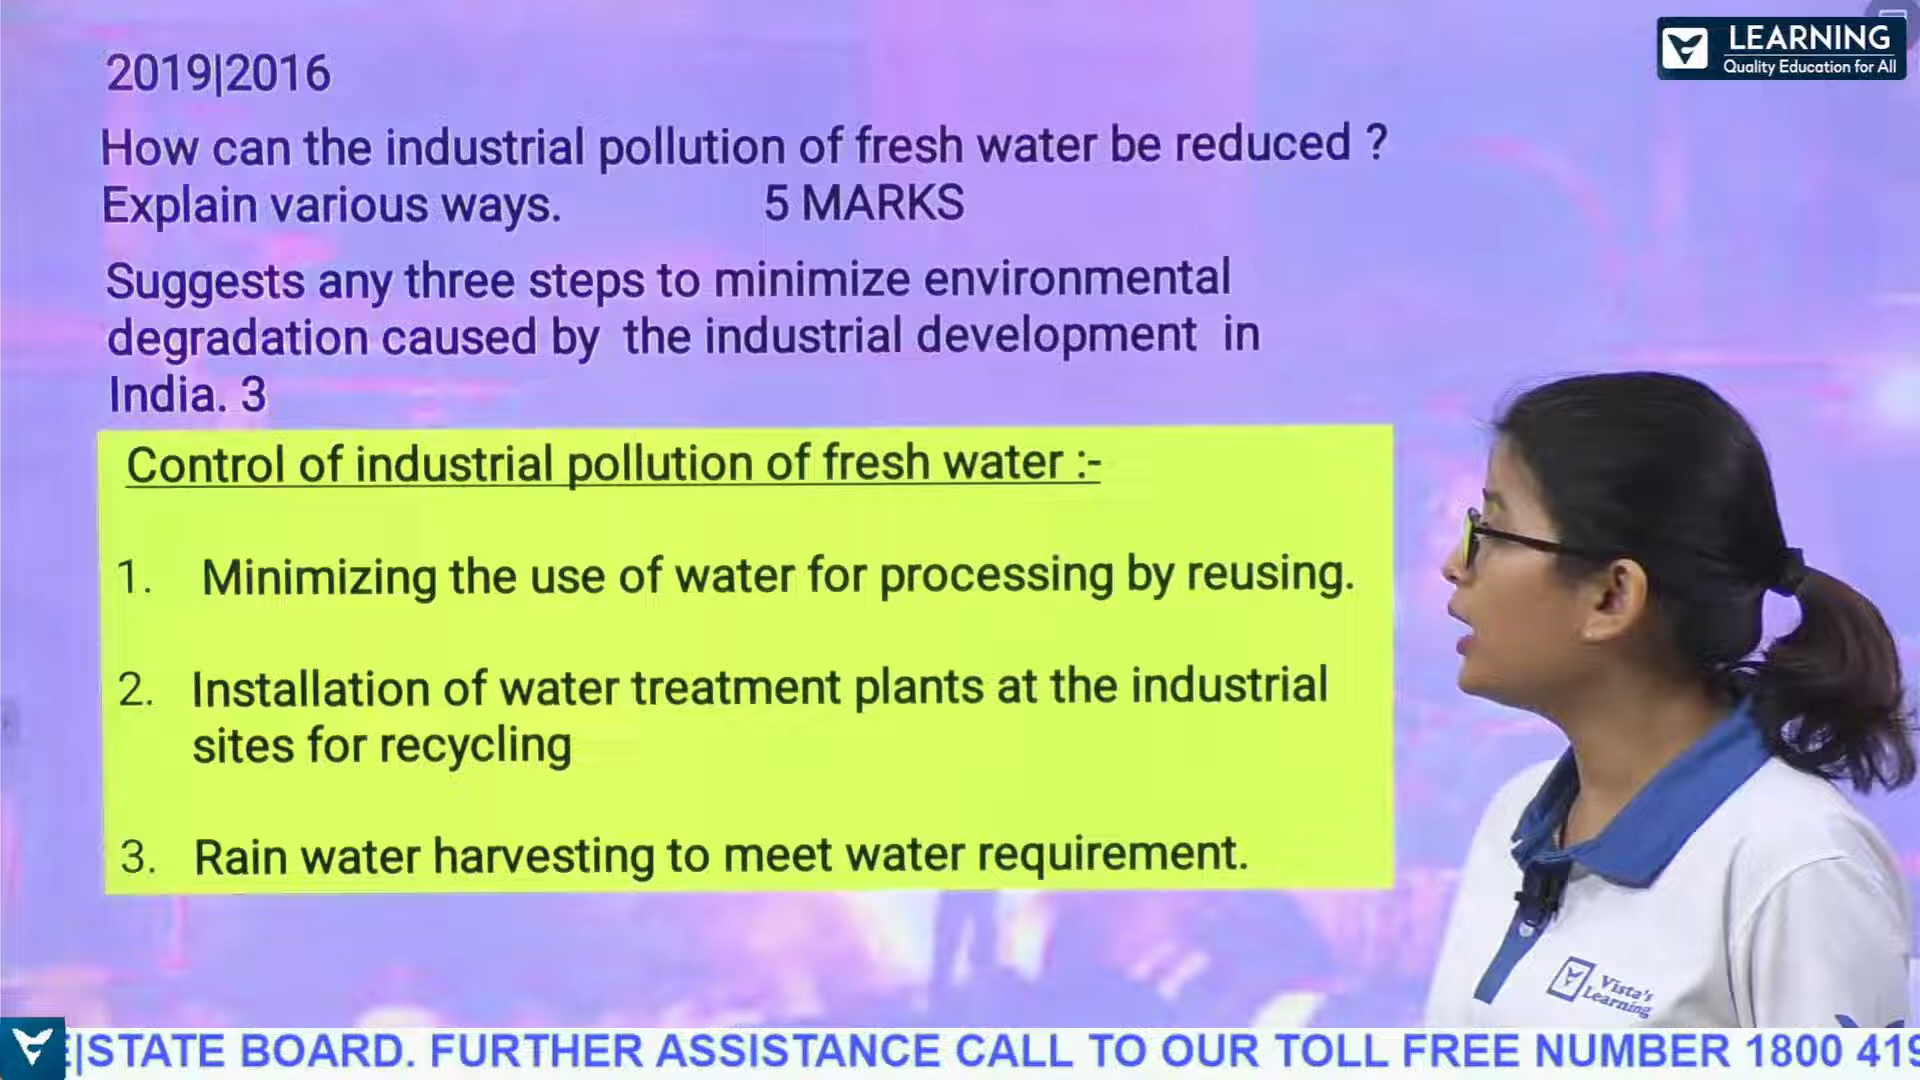 LEARNING
Quality Education for All
2019|2016
How can the industrial pollution of fresh water be reduced ?
Explain various ways. 5 MARKS
Suggests any three steps to minimize environmental
degradation caused by the industrial development in
India. 3
Control of industrial pollution of fresh water :-
1. Minimizing the use of water for processing by reusing.
2. Installation of water treatment plants at the industrial
sites for recycling
3. Rain water harvesting to meet water requirement.
Vista's
Learning
|STATE BOARD. FURTHER ASSISTANCE CALL TO OUR TOLL FREE NUMBER 1800 419